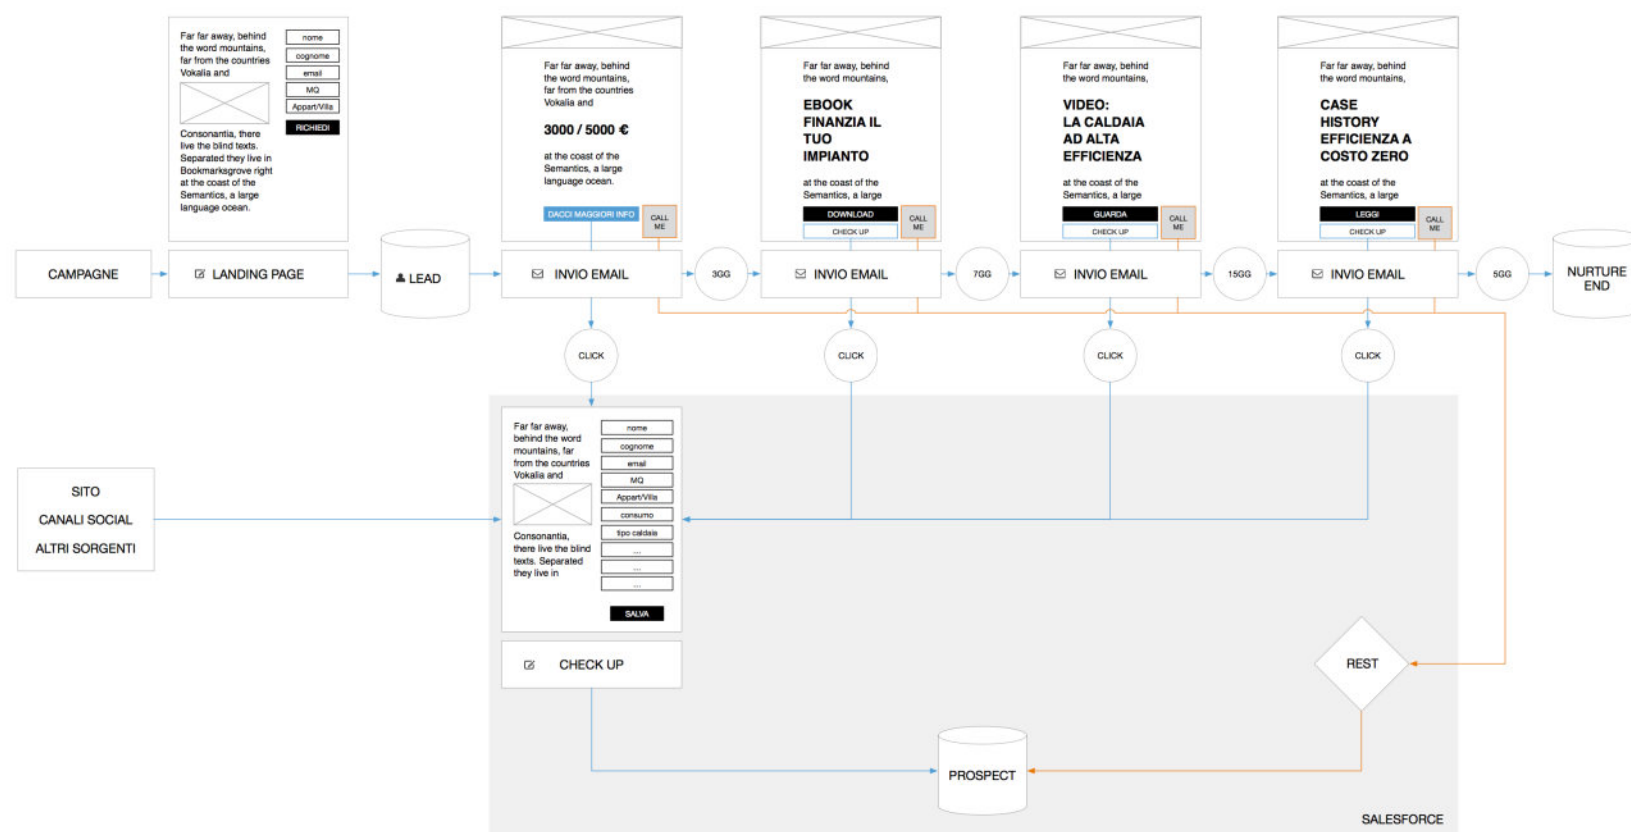 Far far away, behind
the word mountains,
far from the countries
Vokalia and
Consonantia, there
live the blind texts.
Separated they live in
Bookmarksgrove right
at the coast of the
Semantics, a large
language ocean.
nome
cognome
email
MQ
Appart/Villa
RICHIEDI
Far far away, behind
the word mountains,
far from the countries
Vokalia and
3000 / 5000 €
at the coast of the
Semantics, a large
language ocean.
DACCI MAGGIORI INFO
CALL
ME
Far far away, behind
the word mountains,
EBOOK
FINANZIA IL
TUO
IMPIANTO
at the coast of the
Semantics, a large
DOWNLOAD
CHECK UP
CALL
ME
Far far away, behind
the word mountains,
VIDEO:
LA CALDAIA
AD ALTA
EFFICIENZA
at the coast of the
Semantics, a large
GUARDA
CHECK UP
CALL
ME
Far far away, behind
the word mountains,
CASE
HISTORY
EFFICIENZA A
COSTO ZERO
at the coast of the
Semantics, a large
LEGGI
CHECK UP
CALL
ME
CAMPAGNE
LANDING PAGE
LEAD
INVIO EMAIL
3GG
INVIO EMAIL
7GG
INVIO EMAIL
15GG
INVIO EMAIL
5GG
NURTURE
END
CLICK
CLICK
CLICK
CLICK
SITO
CANALI SOCIAL
ALTRI SORGENTI
Far far away,
behind the word
mountains, far
from the countries
Vokalia and
Consonantia,
there live the blind
texts. Separated
they live in
nome
cognome
email
MQ
Appart/Villa
consumo
tipo caldaia
...
...
...
SALVA
CHECK UP
REST
PROSPECT
SALESFORCE